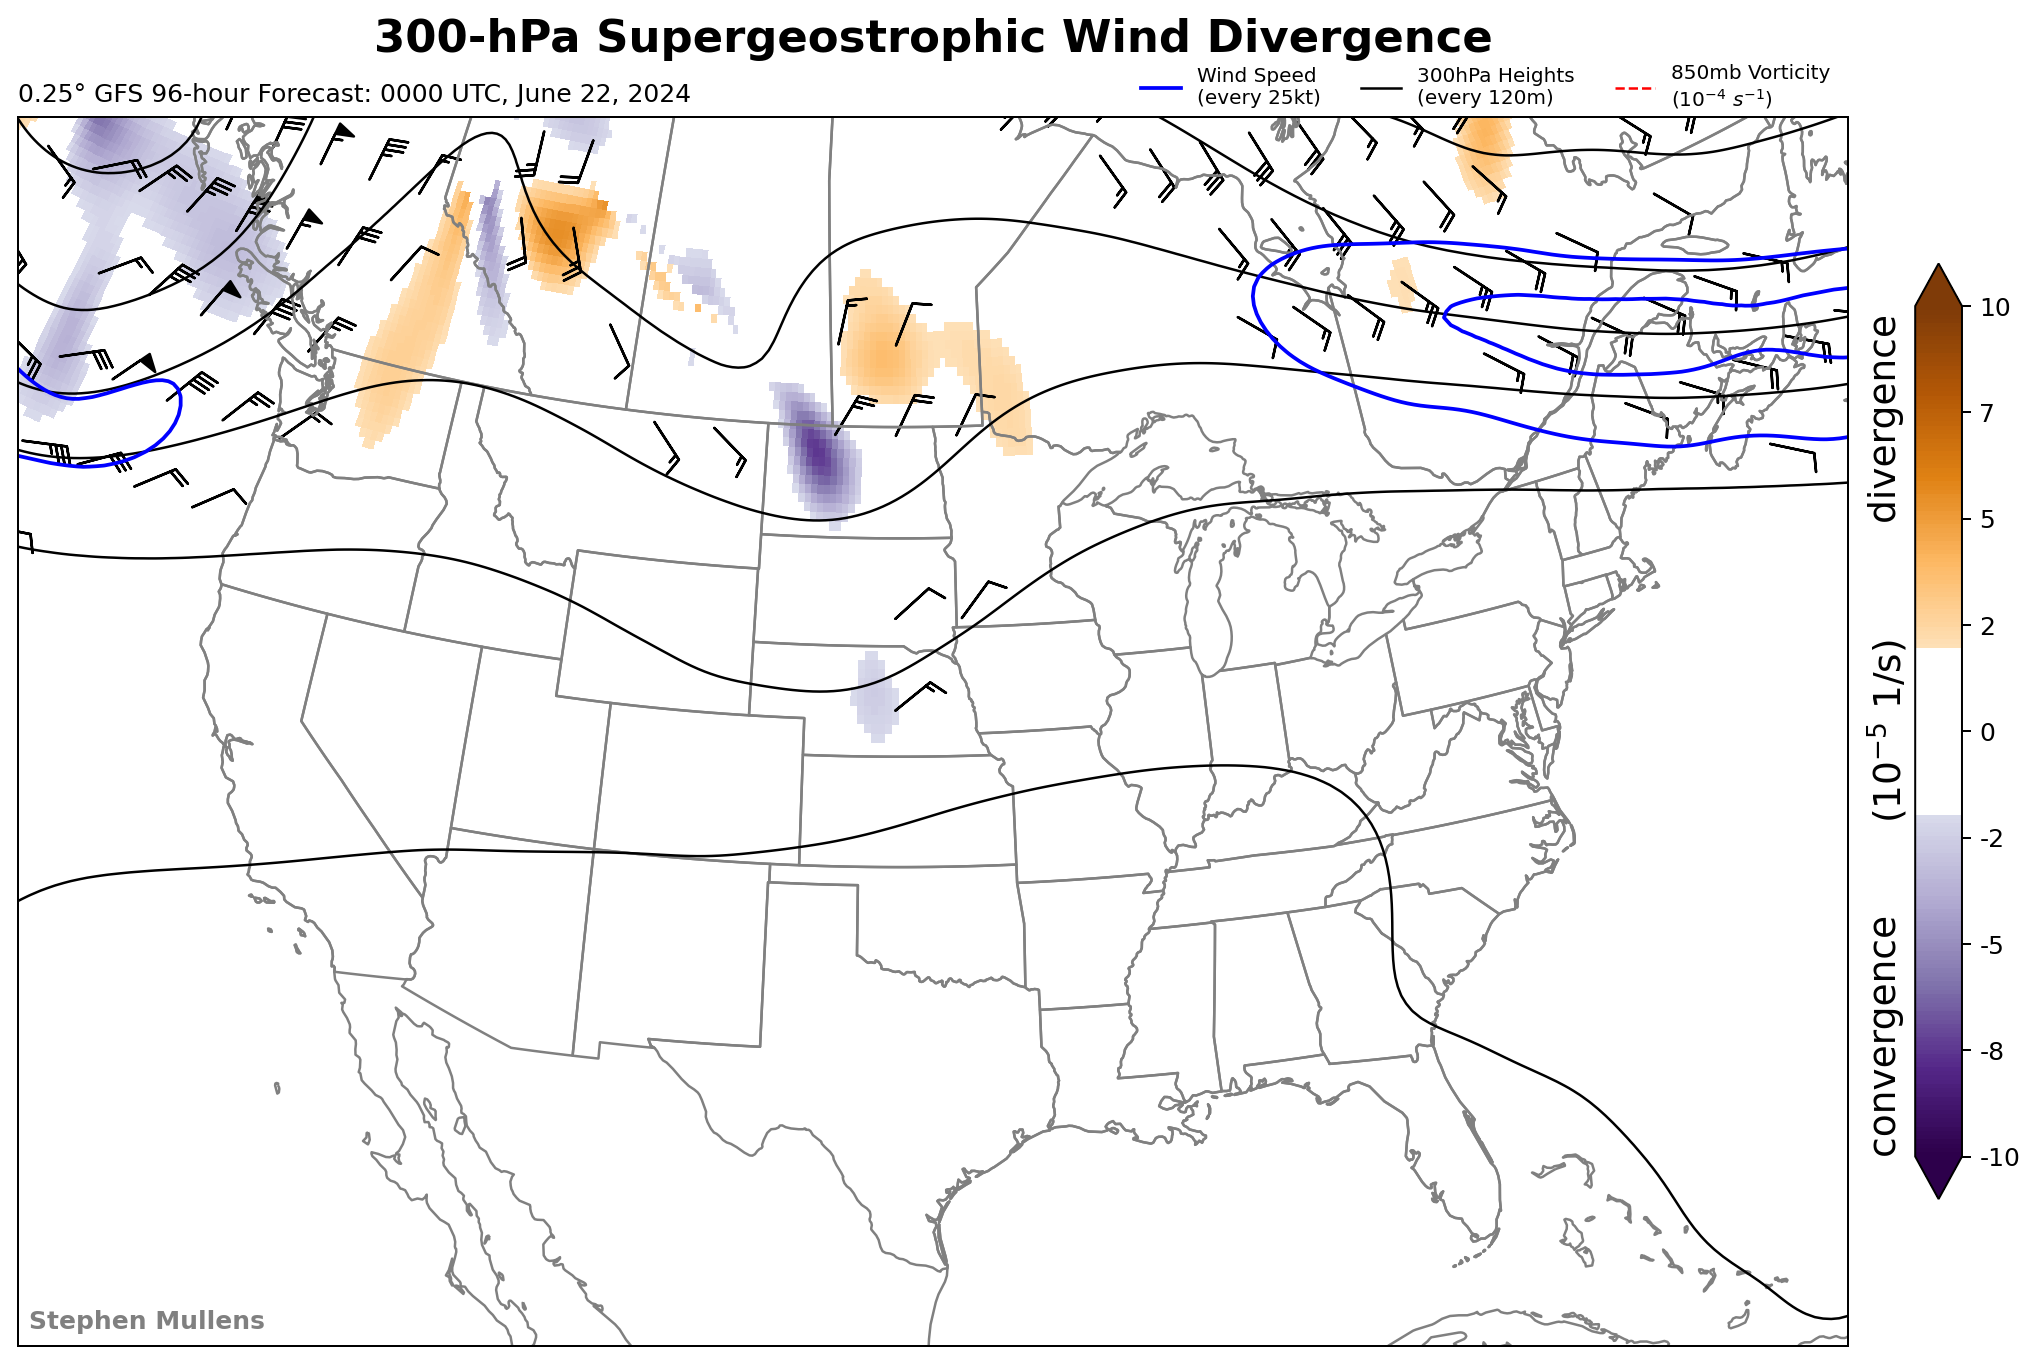 300-hPa Supergeostrophic Wind Divergence
0.25° GFS 96-hour Forecast: 0000 UTC, June 22, 2024
Wind Speed
(every 25kt)
300hPa Heights
(every 120m)
850mb Vorticity
(10⁻⁴ s⁻¹)
10
7
5
2
0
-2
-5
-8
-10
convergence (10⁻⁵ 1/s) divergence
Stephen Mullens